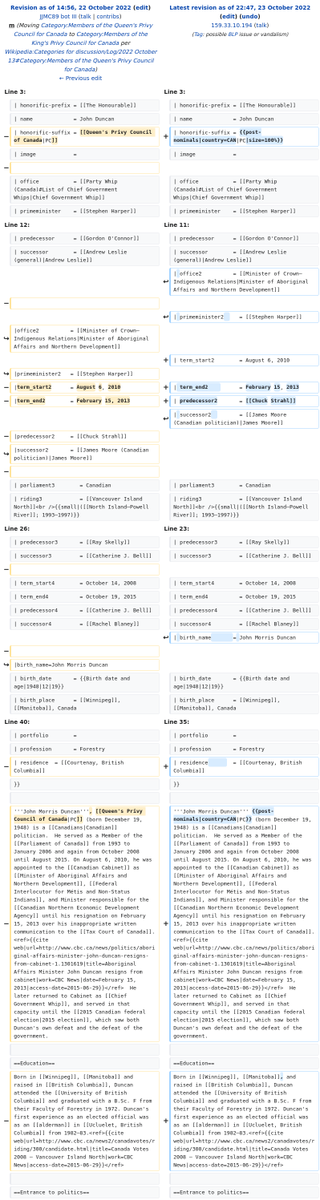 Revision as of 14:56, 22 October 2022 (edit)
JJMC89 bot III (talk | contribs)
m (Moving Category:Members of the Queen's Privy
Council for Canada to Category:Members of the
King's Privy Council for Canada per
Wikipedia:Categories for discussion/Log/2022 October
13#Category:Members of the Queen's Privy Council
for Canada)
← Previous edit
Latest revision as of 22:47, 23 October 2022
(edit) (undo)
159.33.10.194 (talk)
(Tag: possible BLP issue or vandalism)
Line 3:
| honorific-prefix = [[The Honourable]]
| name = John Duncan
− | honorific-suffix = [[Queen's Privy Council
of Canada|PC]]
| image =
−
| office = [[Party Whip
(Canada)#List of Chief Government
Whips|Chief Government Whip]]
| primeminister = [[Stephen Harper]]
Line 3:
| honorific-prefix = [[The Honourable]]
| name = John Duncan
+ | honorific-suffix = {{post-
nominals|country=CAN|PC|size=100%}}
| image =
| office = [[Party Whip
(Canada)#List of Chief Government
Whips|Chief Government Whip]]
| primeminister = [[Stephen Harper]]
Line 12:
| predecessor = [[Gordon O'Connor]]
| successor = [[Andrew Leslie
(general)|Andrew Leslie]]
−
|office2 = [[Minister of Crown–
Indigenous Relations|Minister of Aboriginal
Affairs and Northern Development]]
|primeminister2 = [[Stephen Harper]]
− |term_start2 = August 6, 2010
− |term_end2 = February 15, 2013
−
|predecessor2 = [[Chuck Strahl]]
|successor2 = [[James Moore (Canadian
politician)|James Moore]]
−
| parliament3 = Canadian
| riding3 = [[Vancouver Island
North]]<br />{{small|([[North Island—Powell
River]]; 1993–1997)}}
Line 11:
| predecessor = [[Gordon O'Connor]]
| successor = [[Andrew Leslie
(general)|Andrew Leslie]]
| office2 = [[Minister of Crown–
Indigenous Relations|Minister of Aboriginal
Affairs and Northern Development]]
| primeminister2 = [[Stephen Harper]]
+ | term_start2 = August 6, 2010
+ | term_end2 = February 15, 2013
+ | predecessor2 = [[Chuck Strahl]]
| successor2 = [[James Moore
(Canadian politician)|James Moore]]
| parliament3 = Canadian
| riding3 = [[Vancouver Island
North]]<br />{{small|([[North Island—Powell
River]]; 1993–1997)}}
Line 26:
| predecessor3 = [[Ray Skelly]]
| successor3 = [[Catherine J. Bell]]
−
| term_start4 = October 14, 2008
| term_end4 = October 19, 2015
| predecessor4 = [[Catherine J. Bell]]
| successor4 = [[Rachel Blaney]]
−
|birth_name=John Morris Duncan
| birth_date = {{Birth date and
age|1948|12|19}}
| birth_place = [[Winnipeg]],
[[Manitoba]], Canada
Line 23:
| predecessor3 = [[Ray Skelly]]
| successor3 = [[Catherine J. Bell]]
| term_start4 = October 14, 2008
| term_end4 = October 19, 2015
| predecessor4 = [[Catherine J. Bell]]
| successor4 = [[Rachel Blaney]]
| birth_name = John Morris Duncan
| birth_date = {{Birth date and
age|1948|12|19}}
| birth_place = [[Winnipeg]],
[[Manitoba]], Canada
Line 40:
| portfolio =
| profession = Forestry
− | residence = [[Courtenay, British
Columbia]]
}}
− '''John Morris Duncan''', [[Queen's Privy
Council of Canada|PC]] (born December 19,
1948) is a [[Canadians|Canadian]]
politician. He served as a Member of the
[[Parliament of Canada]] from 1993 to
January 2006 and again from October 2008
until August 2015. On August 6, 2010, he was
appointed to the [[Canadian Cabinet]] as
[[Minister of Aboriginal Affairs and
Northern Development]], [[Federal
Interlocutor for Métis and Non-Status
Indians]], and Minister responsible for the
[[Canadian Northern Economic Development
Agency]] until his resignation on February
15, 2013 over his inappropriate written
communication to the [[Tax Court of Canada]].
<ref>{{cite
web|url=http://www.cbc.ca/news/politics/abori
ginal-affairs-minister-john-duncan-resigns-
from-cabinet-1.1301619|title=Aboriginal
Affairs Minister John Duncan resigns from
cabinet|work=CBC News|date=February 15,
2013|access-date=2015-06-29}}</ref> He
later returned to Cabinet as [[Chief
Government Whip]], and served in that
capacity until the [[2015 Canadian federal
election|2015 election]], which saw both
Duncan's own defeat and the defeat of the
government.
==Education==
− Born in [[Winnipeg]], [[Manitoba]] and
raised in [[British Columbia]], Duncan
attended the [[University of British
Columbia]] and graduated with a B.Sc. F from
their Faculty of Forestry in 1972. Duncan's
first experience as an elected official was
as an [[alderman]] in [[Ucluelet, British
Columbia]] from 1982–83.<ref>{{cite
web|url=http://www.cbc.ca/news2/canadavotes/r
iding/300/candidate.html|title=Canada Votes
2008 – Vancouver Island North|work=CBC
News|access-date=2015-06-29}}</ref>
==Entrance to politics==
Line 35:
| portfolio =
| profession = Forestry
+ | residence = [[Courtenay, British
Columbia]]
}}
+ '''John Morris Duncan''' {{post-
nominals|country=CAN|PC}} (born December 19,
1948) is a [[Canadians|Canadian]]
politician. He served as a Member of the
[[Parliament of Canada]] from 1993 to
January 2006 and again from October 2008
until August 2015. On August 6, 2010, he was
appointed to the [[Canadian Cabinet]] as
[[Minister of Aboriginal Affairs and
Northern Development]], [[Federal
Interlocutor for Métis and Non-Status
Indians]], and Minister responsible for the
[[Canadian Northern Economic Development
Agency]] until his resignation on February
15, 2013 over his inappropriate written
communication to the [[Tax Court of Canada]].
<ref>{{cite
web|url=http://www.cbc.ca/news/politics/abori
ginal-affairs-minister-john-duncan-resigns-
from-cabinet-1.1301619|title=Aboriginal
Affairs Minister John Duncan resigns from
cabinet|work=CBC News|date=February 15,
2013|access-date=2015-06-29}}</ref> He
later returned to Cabinet as [[Chief
Government Whip]], and served in that
capacity until the [[2015 Canadian federal
election|2015 election]], which saw both
Duncan's own defeat and the defeat of the
government.
==Education==
+ Born in [[Winnipeg]], [[Manitoba]], and
raised in [[British Columbia]], Duncan
attended the [[University of British
Columbia]] and graduated with a B.Sc. F from
their Faculty of Forestry in 1972. Duncan's
first experience as an elected official was
as an [[alderman]] in [[Ucluelet, British
Columbia]] from 1982–83.<ref>{{cite
web|url=http://www.cbc.ca/news2/canadavotes/r
iding/300/candidate.html|title=Canada Votes
2008 – Vancouver Island North|work=CBC
News|access-date=2015-06-29}}</ref>
==Entrance to politics==